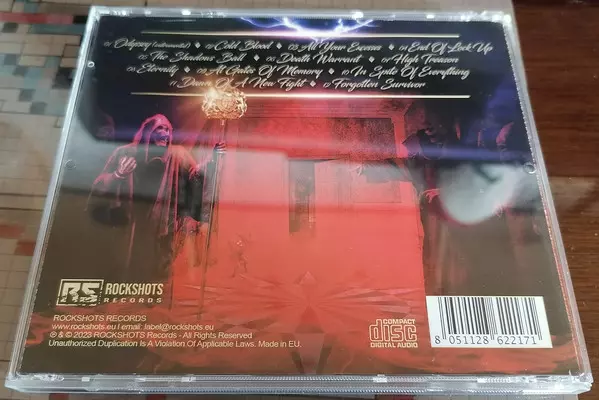 01 Odyssey (instrumental) ♦ 02 Cold Blood ♦ 03 All Your Excuses ♦ 04 End Of Lock Up
05 The Shadows Ball ♦ 06 Death Warrant ♦ 07 High Treason
08 Eternity ♦ 09 At Gates Of Memory ♦ 10 In Spite Of Everything
11 Dawn Of A New Fight ♦ 12 Forgotten Survivor
RS ROCKSHOTS
RECORDS
ROCKSHOTS RECORDS
www.rockshots.eu | email: label@rockshots.eu
℗ & © 2023 ROCKSHOTS Records - All Rights Reserved
Unauthorized Duplication Is A Violation Of Applicable Laws. Made in EU.
COMPACT
disc
DIGITAL AUDIO
8 051128 622171